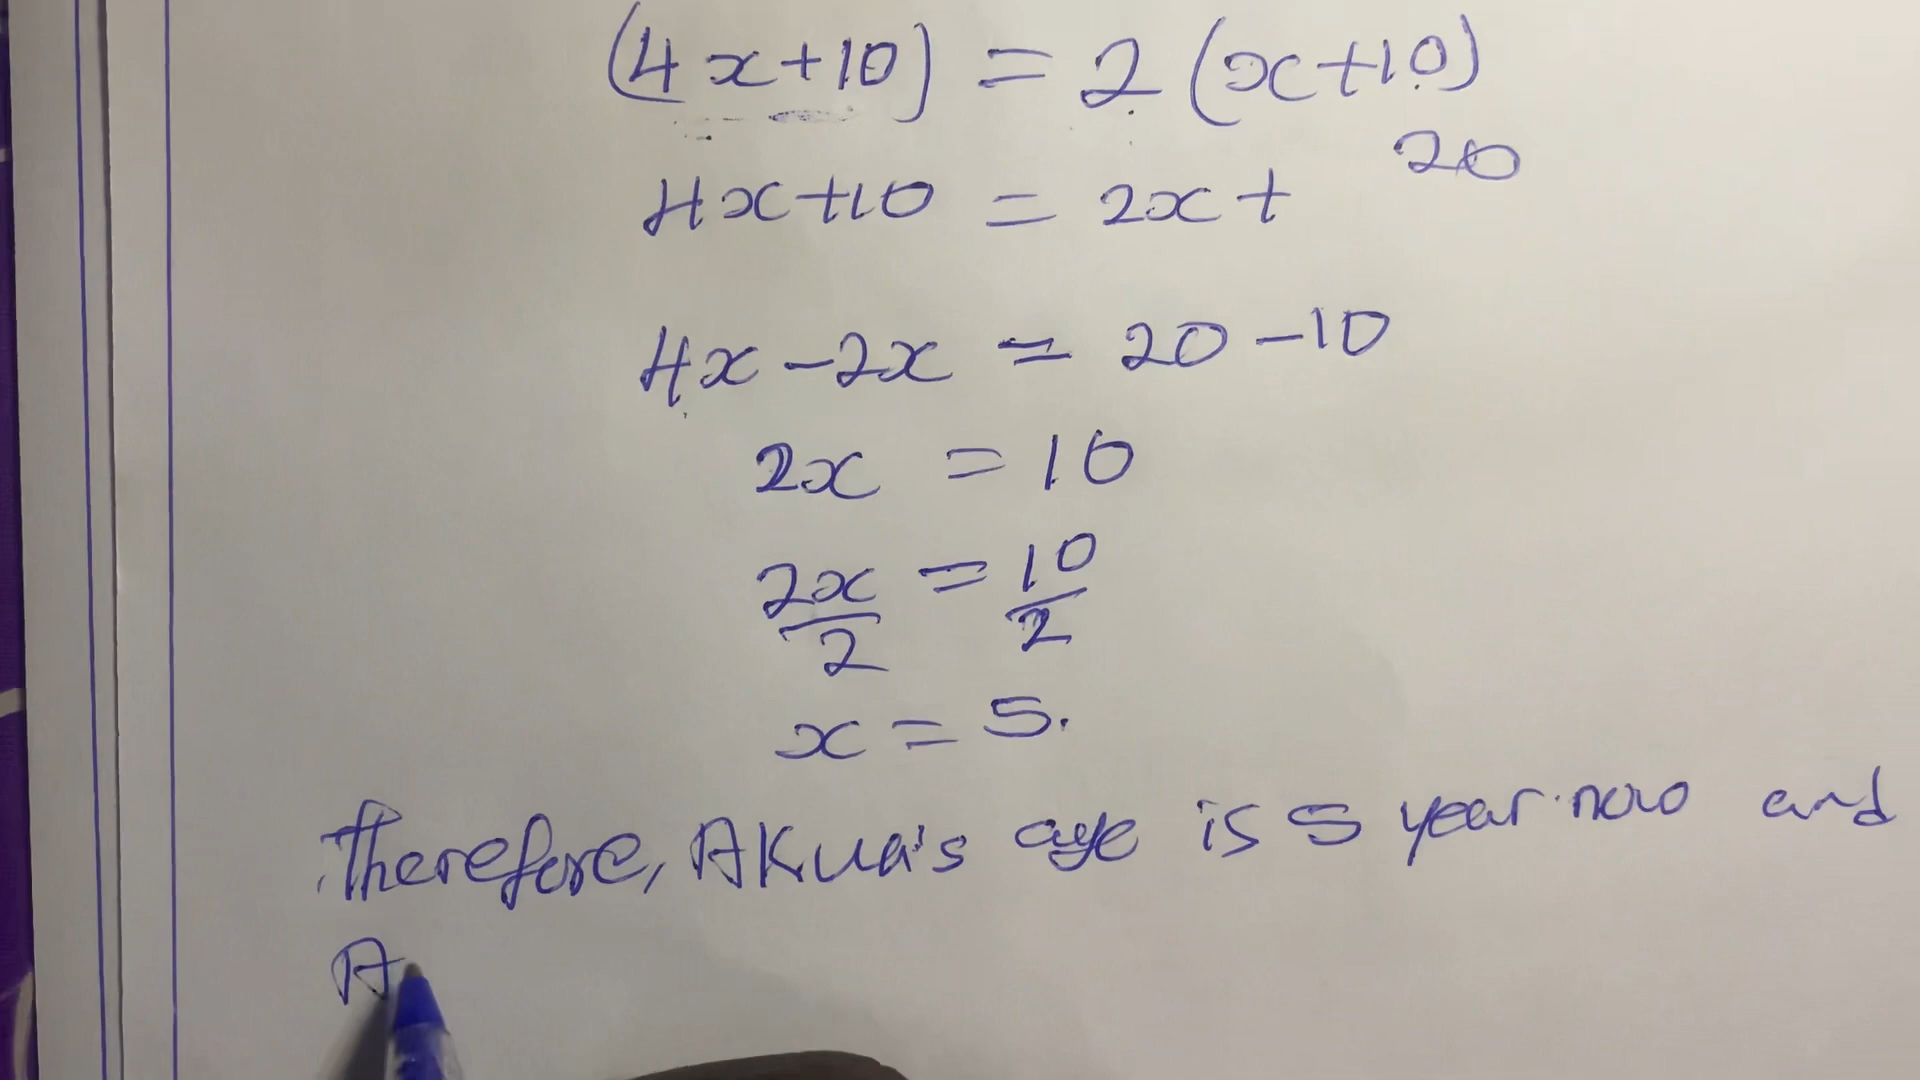 (4x+10) = 2(x+10)
4x+10 = 2x + 20
4x-2x = 20-10
2x = 10
2x/2 = 10/2
x = 5.
Therefore, Akua's age is 5 year now and
A